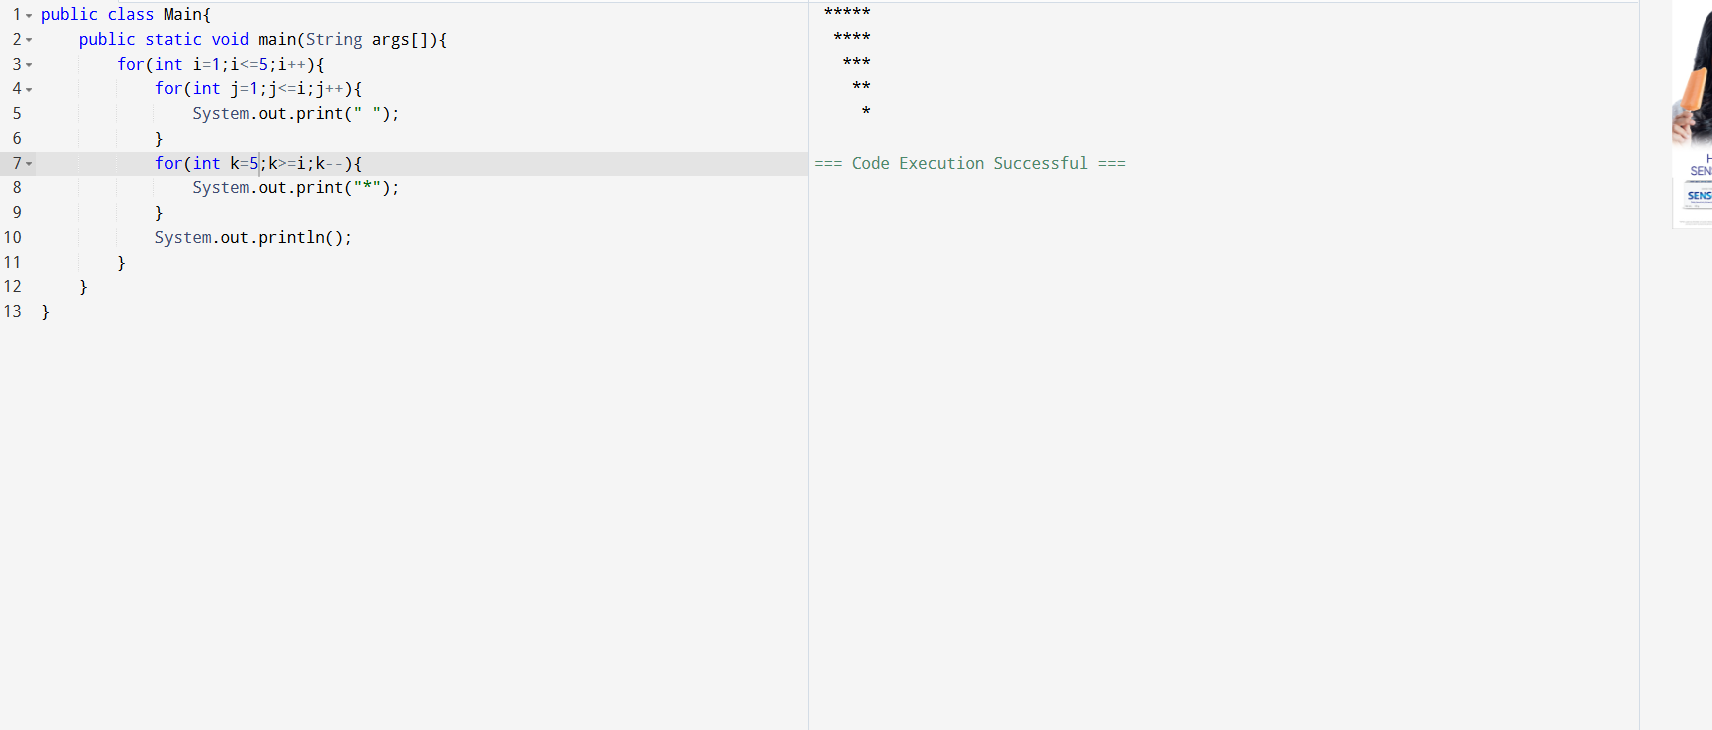 1 public class Main{
2     public static void main(String args[]){
3         for(int i=1;i<=5;i++){
4             for(int j=1;j<=i;j++){
5                 System.out.print(" ");
6             }
7             for(int k=5;k>=i;k--){
8                 System.out.print("*");
9             }
10             System.out.println();
11         }
12     }
13 }
 *****
  ****
   ***
    **
     *
=== Code Execution Successful ===